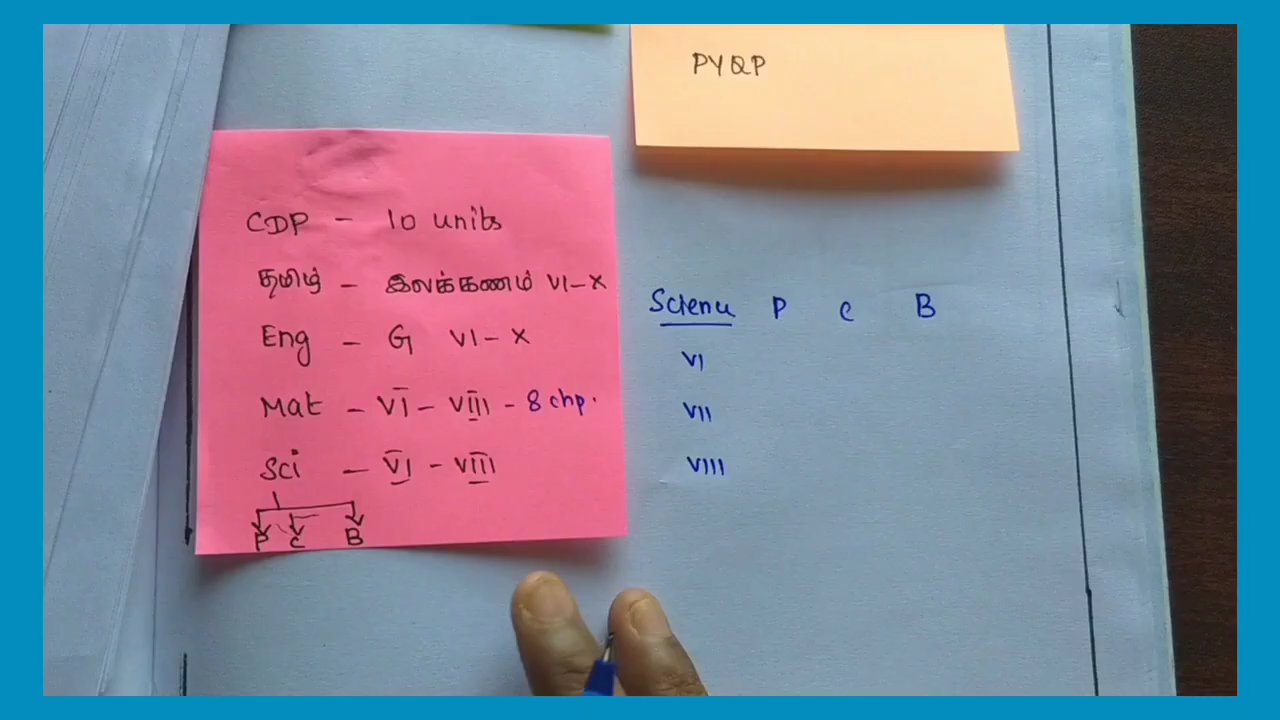 PYQP
CDP - 10 units
தமிழ் - இலக்கணம் VI-X
Eng - G VI-X
Mat - VI - VIII - 8 chp.
Sci - VI - VIII
P C B
Science P C B
VI
VII
VIII